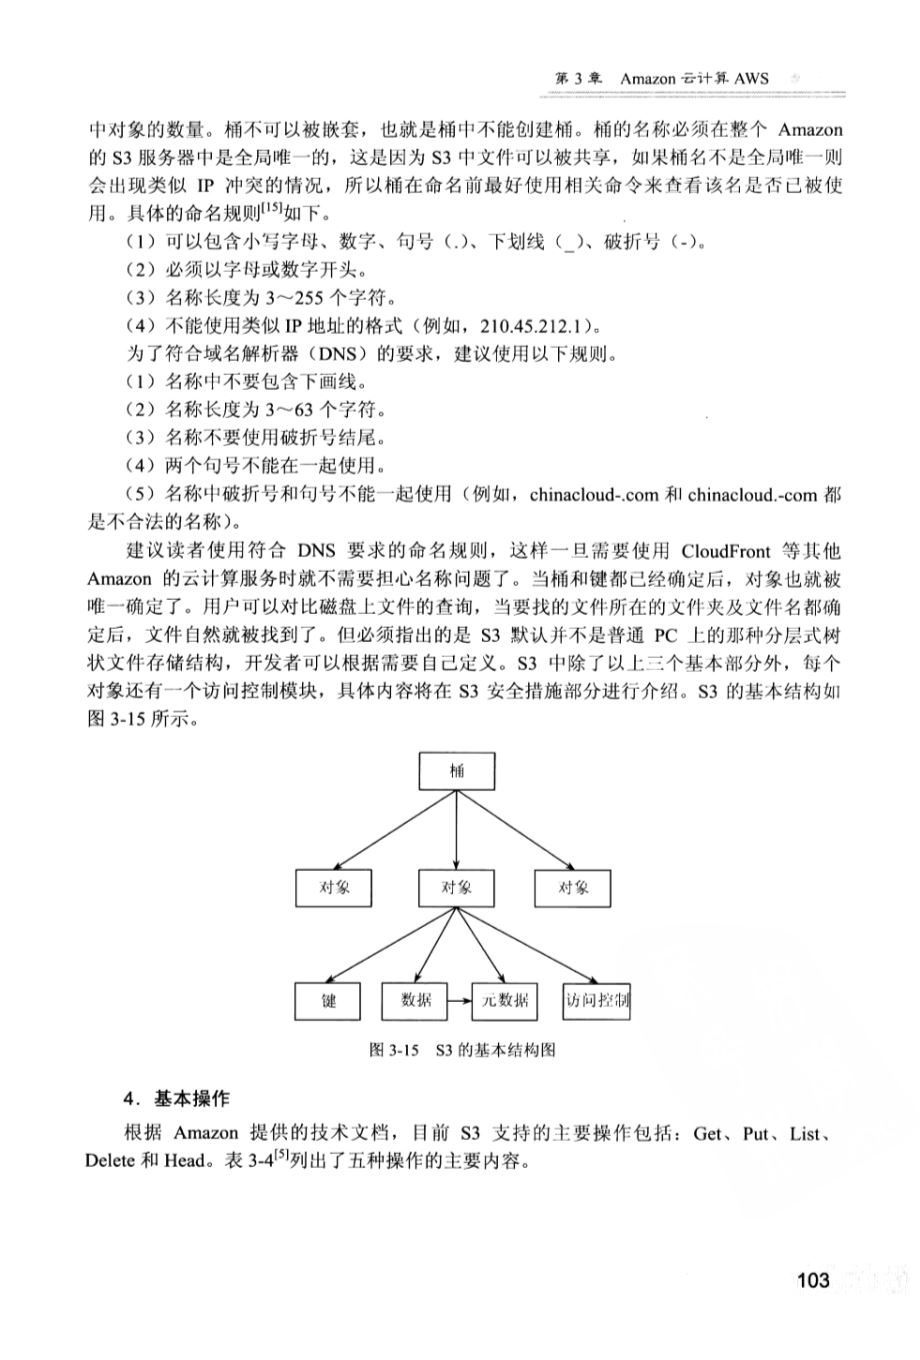 第 3 章 Amazon 云计算 AWS
中对象的数量。桶不可以被嵌套，也就是桶中不能创建桶。桶的名称必须在整个 Amazon
的 S3 服务器中是全局唯一的，这是因为 S3 中文件可以被共享，如果桶名不是全局唯一则
会出现类似 IP 冲突的情况，所以桶在命名前最好使用相关命令来查看该名是否已被使
用。具体的命名规则[15]如下。
（1）可以包含小写字母、数字、句号（.）、下划线（_）、破折号（-）。
（2）必须以字母或数字开头。
（3）名称长度为 3～255 个字符。
（4）不能使用类似 IP 地址的格式（例如，210.45.212.1）。
为了符合域名解析器（DNS）的要求，建议使用以下规则。
（1）名称中不要包含下画线。
（2）名称长度为 3～63 个字符。
（3）名称不要使用破折号结尾。
（4）两个句号不能在一起使用。
（5）名称中破折号和句号不能一起使用（例如，chinacloud-.com 和 chinacloud.-com 都
是不合法的名称）。
建议读者使用符合 DNS 要求的命名规则，这样一旦需要使用 CloudFront 等其他
Amazon 的云计算服务时就不需要担心名称问题了。当桶和键都已经确定后，对象也就被
唯一确定了。用户可以对比磁盘上文件的查询，当要找的文件所在的文件夹及文件名都确
定后，文件自然就被找到了。但必须指出的是 S3 默认并不是普通 PC 上的那种分层式树
状文件存储结构，开发者可以根据需要自己定义。S3 中除了以上三个基本部分外，每个
对象还有一个访问控制模块，具体内容将在 S3 安全措施部分进行介绍。S3 的基本结构如
图 3-15 所示。
桶
对象 对象 对象
键 数据 元数据 访问控制
图 3-15 S3 的基本结构图
4．基本操作
根据 Amazon 提供的技术文档，目前 S3 支持的主要操作包括：Get、Put、List、
Delete 和 Head。表 3-4[5]列出了五种操作的主要内容。
103